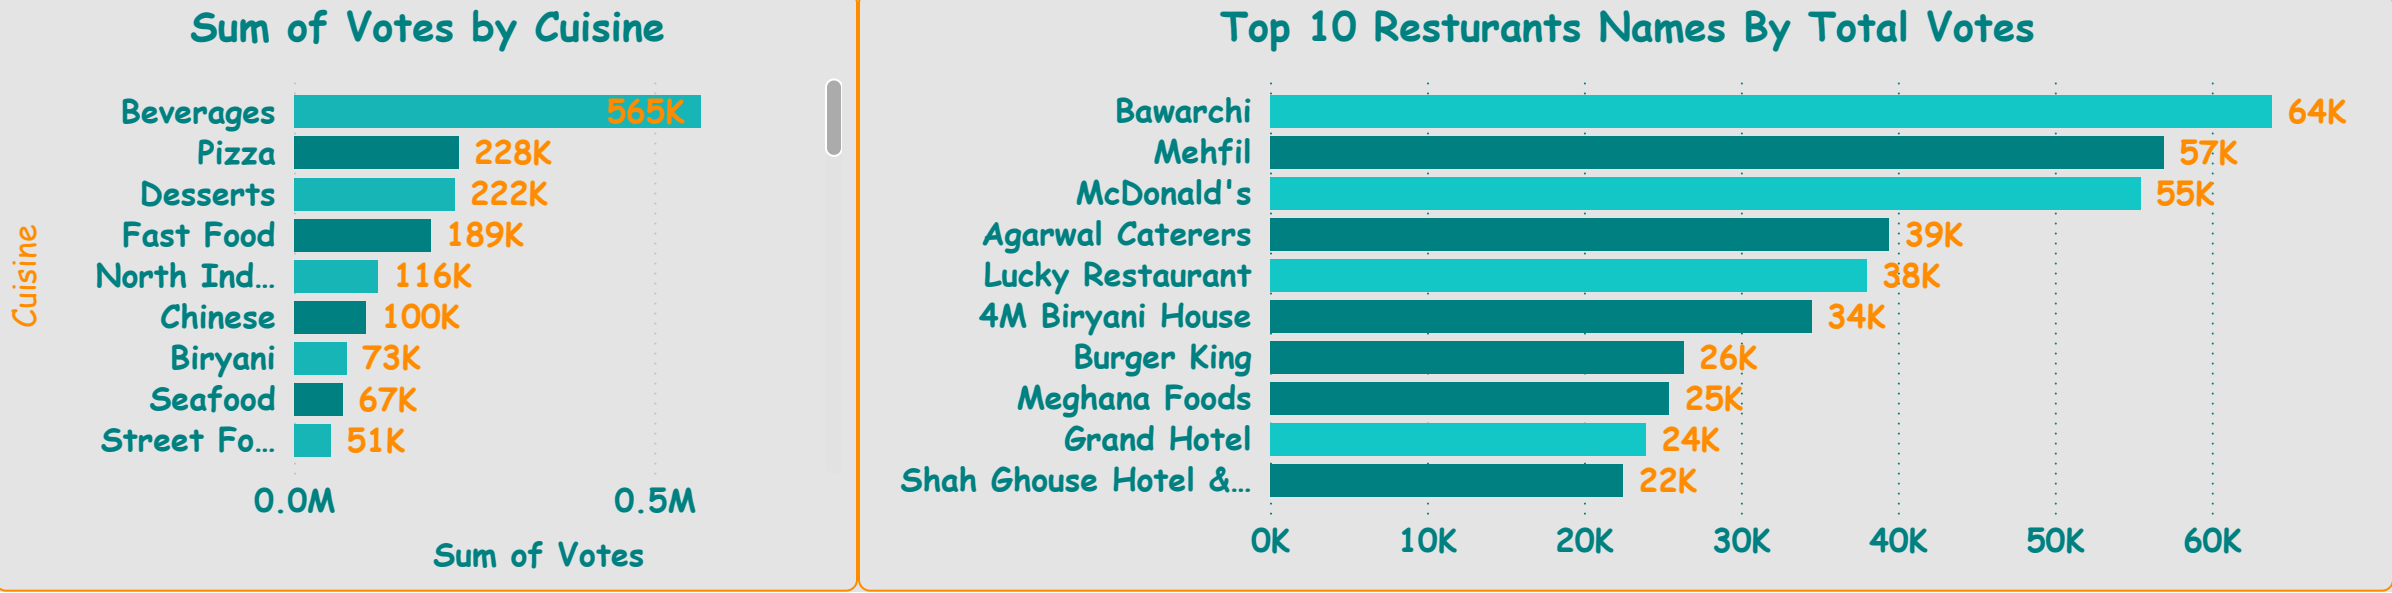 Sum of Votes by Cuisine
Cuisine
Beverages 565K
Pizza 228K
Desserts 222K
Fast Food 189K
North Ind... 116K
Chinese 100K
Biryani 73K
Seafood 67K
Street Fo... 51K
0.0M 0.5M
Sum of Votes
Top 10 Resturants Names By Total Votes
Bawarchi 64K
Mehfil 57K
McDonald's 55K
Agarwal Caterers 39K
Lucky Restaurant 38K
4M Biryani House 34K
Burger King 26K
Meghana Foods 25K
Grand Hotel 24K
Shah Ghouse Hotel &... 22K
0K 10K 20K 30K 40K 50K 60K